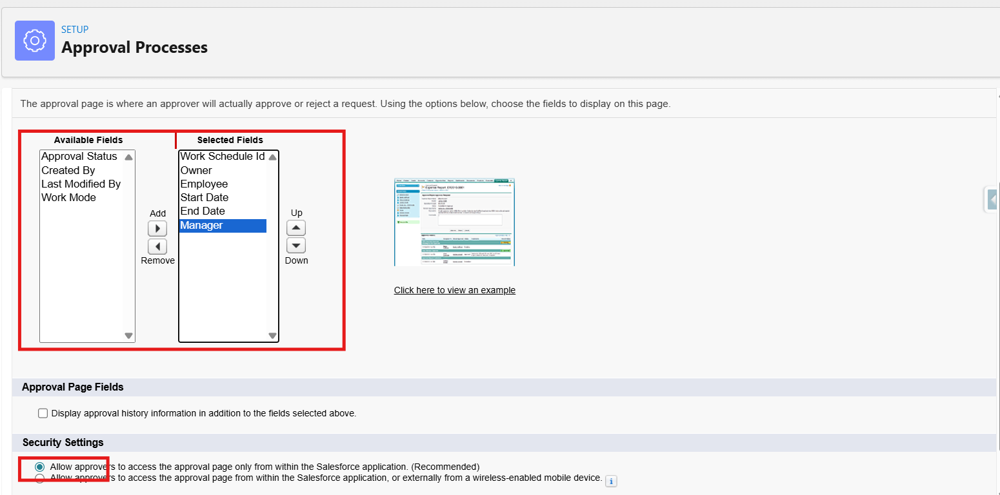 SETUP
Approval Processes
The approval page is where an approver will actually approve or reject a request. Using the options below, choose the fields to display on this page.
Available Fields
Selected Fields
Approval Status
Created By
Last Modified By
Work Mode
Add
Remove
Work Schedule Id
Owner
Employee
Start Date
End Date
Manager
Up
Down
Click here to view an example
Approval Page Fields
Display approval history information in addition to the fields selected above.
Security Settings
Allow approvers to access the approval page only from within the Salesforce application. (Recommended)
Allow approvers to access the approval page from within the Salesforce application, or externally from a wireless-enabled mobile device.
i